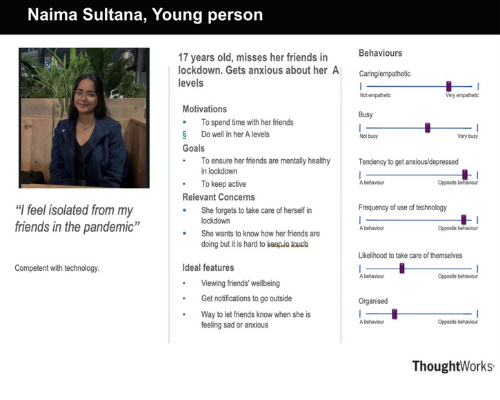 Naima Sultana, Young person
17 years old, misses her friends in
lockdown. Gets anxious about her A
levels
Motivations
▪ To spend time with her friends
§ Do well In her A levels
Goals
• To ensure her friends are mentally healthy
in lockdown
• To keep active
Relevant Concerns
▪ She forgets to take care of herself in
lockdown
▪ She wants to know how her friends are
doing but it is hard to keep in touch
Ideal features
• Viewing friends' wellbeing
• Get notifications to go outside
• Way to let friends know when she is
feeling sad or anxious
"I feel isolated from my
friends in the pandemic"
Competent with technology.
Behaviours
Caring/empathetic
Not empathetic Very empathetic
Busy
Not busy Very busy
Tendency to get anxious/depressed
A behaviour Opposite behaviour
Frequency of use of technology
A behaviour Opposite behaviour
Likelihood to take care of themselves
A behaviour Opposite behaviour
Organised
A behaviour Opposite behaviour
ThoughtWorks